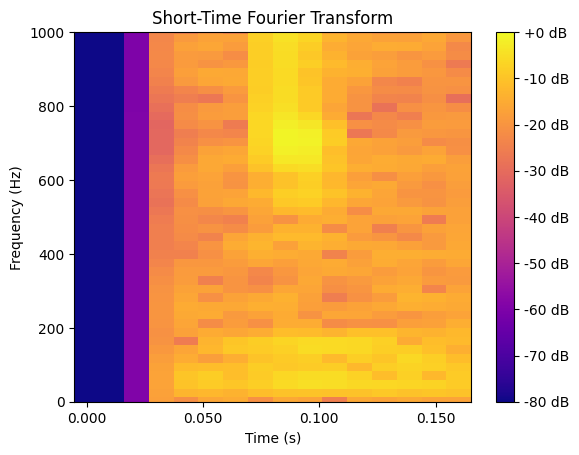 Short-Time Fourier Transform
1000
800
600
400
200
0
Frequency (Hz)
0.000
0.050
0.100
0.150
Time (s)
+0 dB
-10 dB
-20 dB
-30 dB
-40 dB
-50 dB
-60 dB
-70 dB
-80 dB